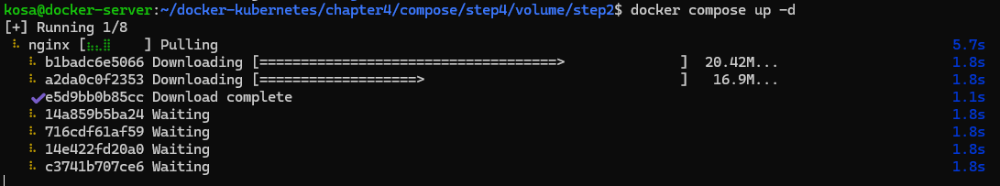 kosa@docker-server:~/docker-kubernetes/chapter4/compose/step4/volume/step2$ docker compose up -d
[+] Running 1/8
⠧ nginx [⣦⣄⣿    ] Pulling 5.7s
⠧ b1badc6e5066 Downloading [===================================>               ]  20.42M... 1.8s
⠧ a2da0c0f2353 Downloading [==================>                                ]   16.9M... 1.8s
✔e5d9bb0b85cc Download complete 1.1s
⠧ 14a859b5ba24 Waiting 1.8s
⠧ 716cdf61af59 Waiting 1.8s
⠧ 14e422fd20a0 Waiting 1.8s
⠧ c3741b707ce6 Waiting 1.8s